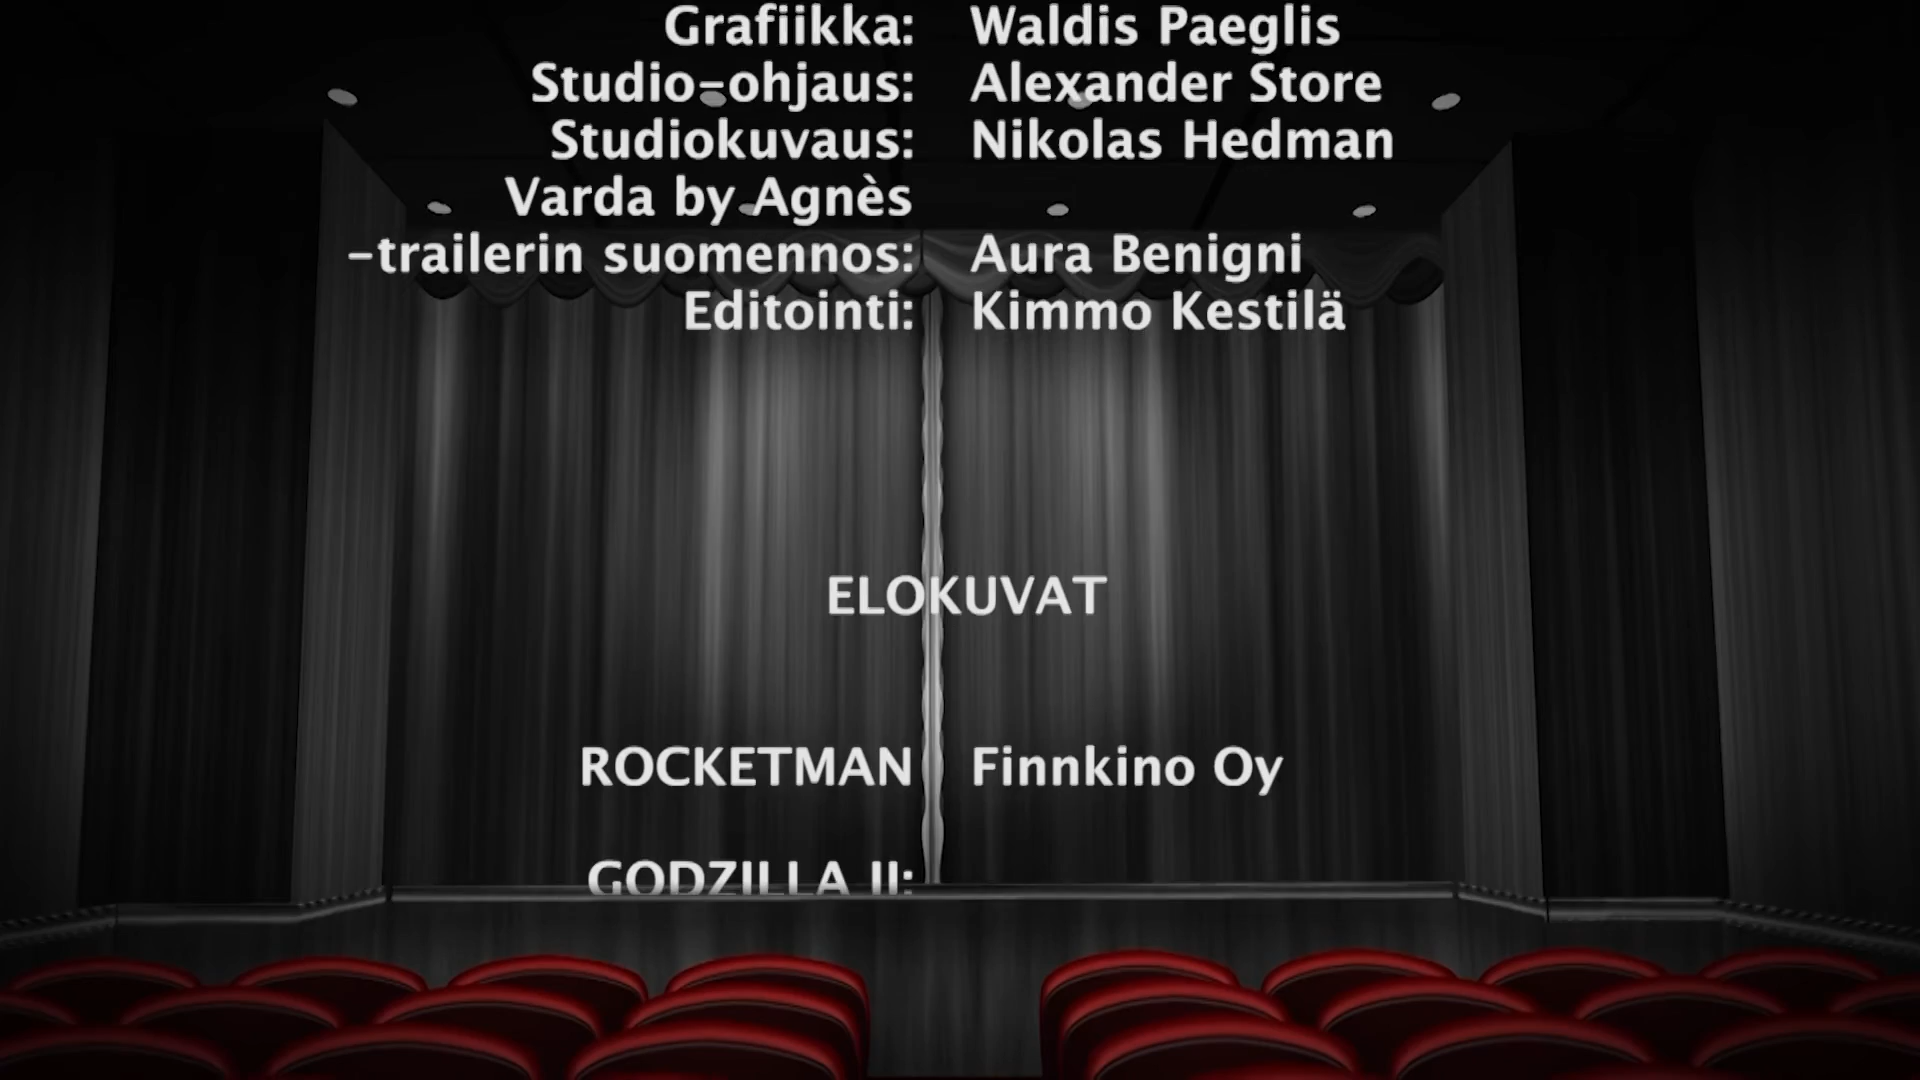 Grafiikka: Waldis Paeglis
Studio-ohjaus: Alexander Store
Studiokuvaus: Nikolas Hedman
Varda by Agnès
-trailerin suomennos: Aura Benigni
Editointi: Kimmo Kestilä
ELOKUVAT
ROCKETMAN Finnkino Oy
GODZILLA II: